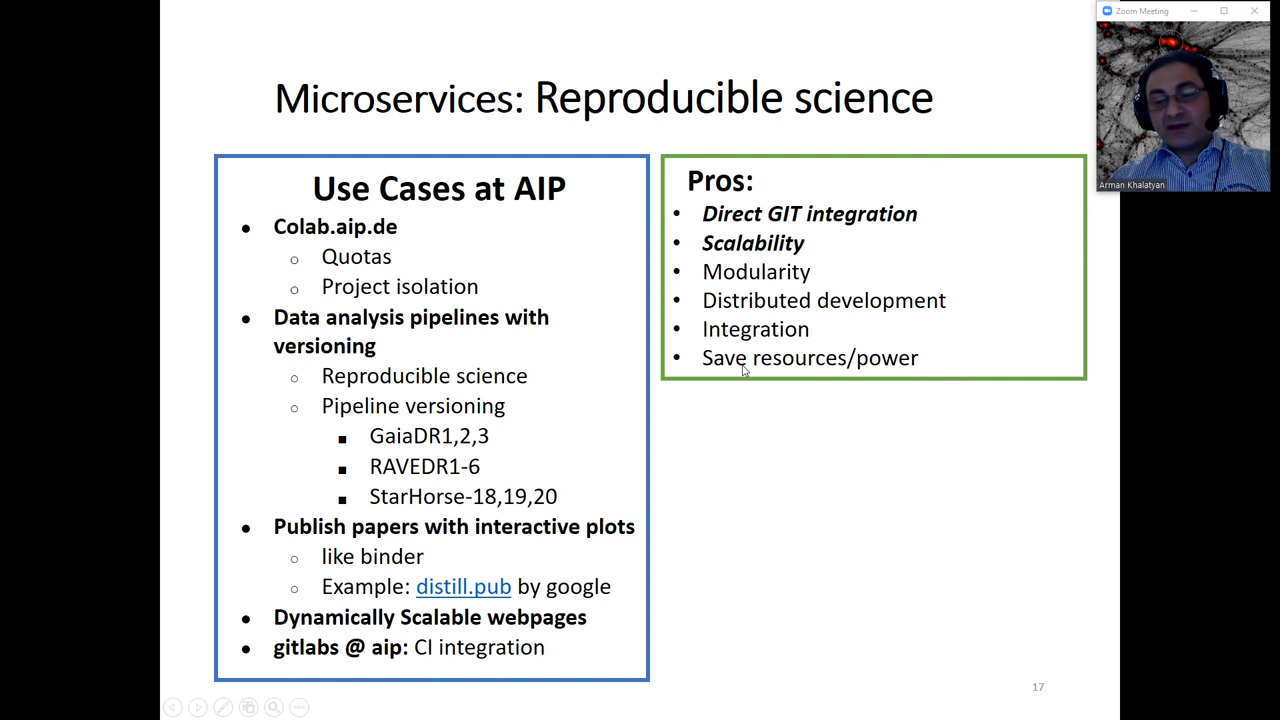 Zoom Meeting
Arman Khalatyan
Microservices: Reproducible science
Use Cases at AIP
● Colab.aip.de
○ Quotas
○ Project isolation
● Data analysis pipelines with
versioning
○ Reproducible science
○ Pipeline versioning
■ GaiaDR1,2,3
■ RAVEDR1-6
■ StarHorse-18,19,20
● Publish papers with interactive plots
○ like binder
○ Example: distill.pub by google
● Dynamically Scalable webpages
● gitlabs @ aip: CI integration
Pros:
• Direct GIT integration
• Scalability
• Modularity
• Distributed development
• Integration
• Save resources/power
17